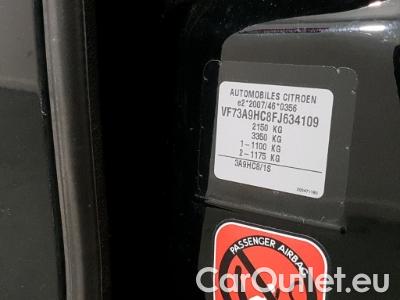 AUTOMOBILES CITROEN
e2*2007/46*0356
VF73A9HC8FJ634109
2150 KG
3350 KG
1-1100 KG
2-1175 KG
3A9HC8/1S
PASSENGER AIRBAG
CarOutlet.eu